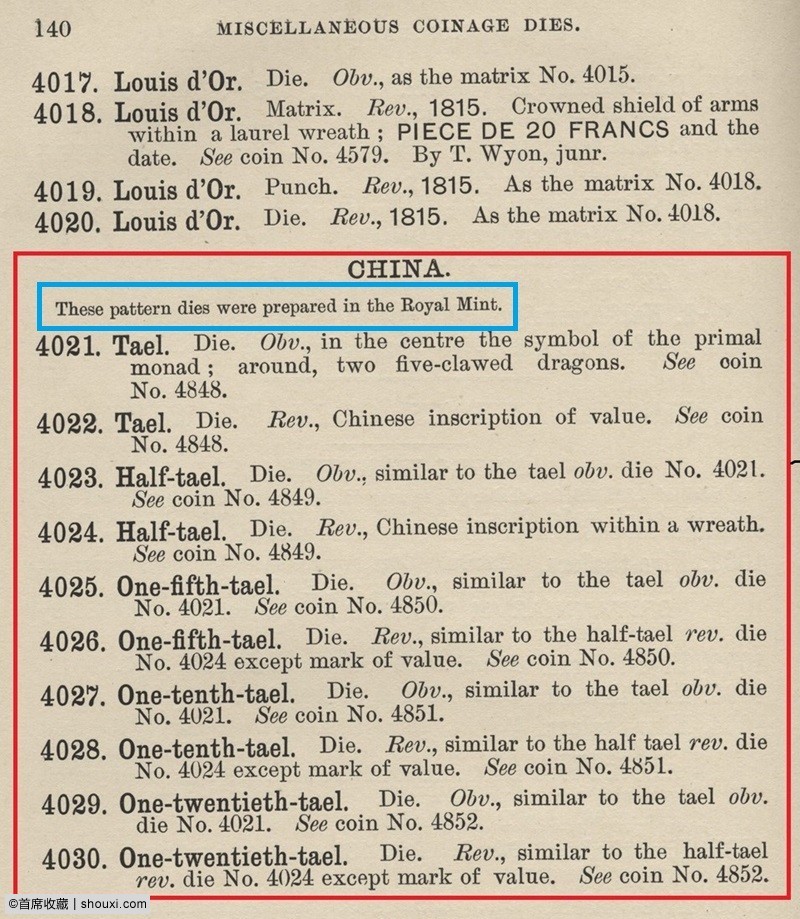 140 MISCELLANEOUS COINAGE DIES.
4017. Louis d'Or. Die. Obv., as the matrix No. 4015.
4018. Louis d'Or. Matrix. Rev., 1815. Crowned shield of arms
within a laurel wreath ; PIECE DE 20 FRANCS and the
date. See coin No. 4579. By T. Wyon, junr.
4019. Louis d'Or. Punch. Rev., 1815. As the matrix No. 4018.
4020. Louis d'Or. Die. Rev., 1815. As the matrix No. 4018.
CHINA.
These pattern dies were prepared in the Royal Mint.
4021. Tael. Die. Obv., in the centre the symbol of the primal
monad ; around, two five-clawed dragons. See coin
No. 4848.
4022. Tael. Die. Rev., Chinese inscription of value. See coin
No. 4848.
4023. Half-tael. Die. Obv., similar to the tael obv. die No. 4021.
See coin No. 4849.
4024. Half-tael. Die. Rev., Chinese inscription within a wreath.
See coin No. 4849.
4025. One-fifth-tael. Die. Obv., similar to the tael obv. die
No. 4021. See coin No. 4850.
4026. One-fifth-tael. Die. Rev., similar to the half-tael rev. die
No. 4024 except mark of value. See coin No. 4850.
4027. One-tenth-tael. Die. Obv., similar to the tael obv. die
No. 4021. See coin No. 4851.
4028. One-tenth-tael. Die. Rev., similar to the half tael rev. die
No. 4024 except mark of value. See coin No. 4851.
4029. One-twentieth-tael. Die. Obv., similar to the tael obv.
die No. 4021. See coin No. 4852.
4030. One-twentieth-tael. Die. Rev., similar to the half-tael
rev. die No. 4024 except mark of value. See coin No. 4852.
©首席收藏 | shouxi.com